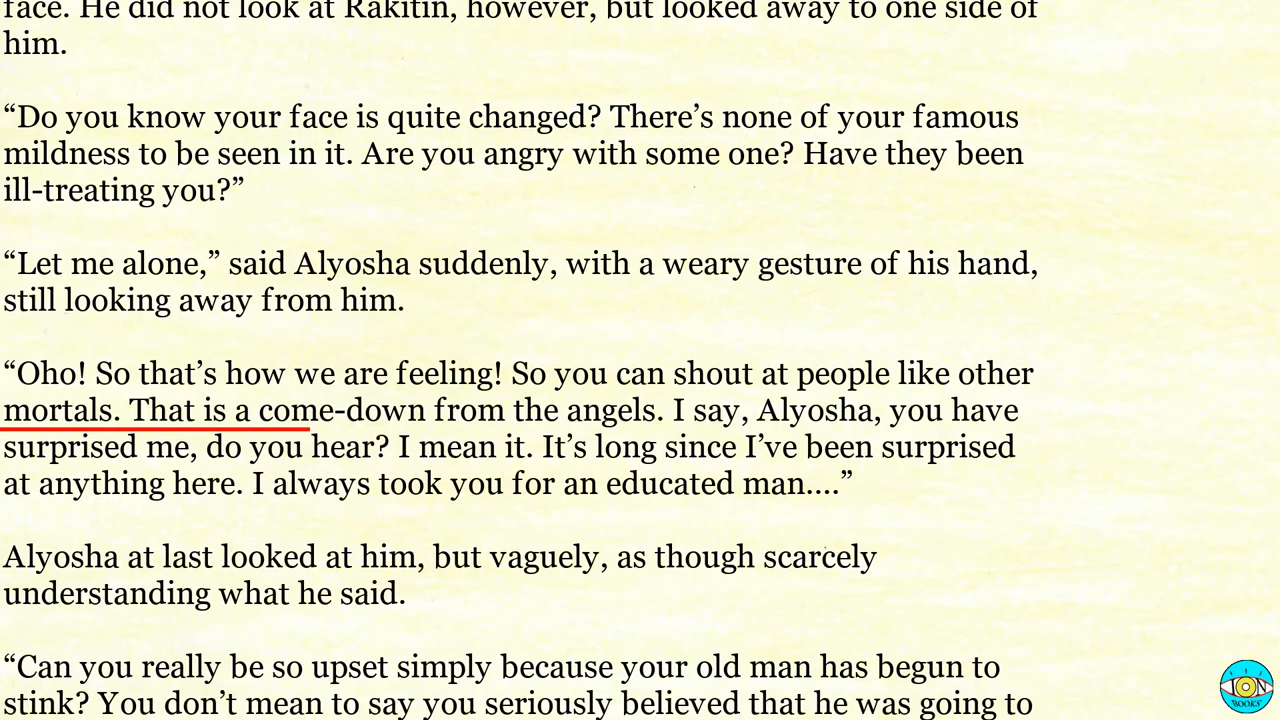 face. He did not look at Rakitin, however, but looked away to one side of
him.
“Do you know your face is quite changed? There’s none of your famous
mildness to be seen in it. Are you angry with some one? Have they been
ill-treating you?”
“Let me alone,” said Alyosha suddenly, with a weary gesture of his hand,
still looking away from him.
“Oho! So that’s how we are feeling! So you can shout at people like other
mortals. That is a come-down from the angels. I say, Alyosha, you have
surprised me, do you hear? I mean it. It’s long since I’ve been surprised
at anything here. I always took you for an educated man....”
Alyosha at last looked at him, but vaguely, as though scarcely
understanding what he said.
“Can you really be so upset simply because your old man has begun to
stink? You don’t mean to say you seriously believed that he was going to
ION
BOOKS